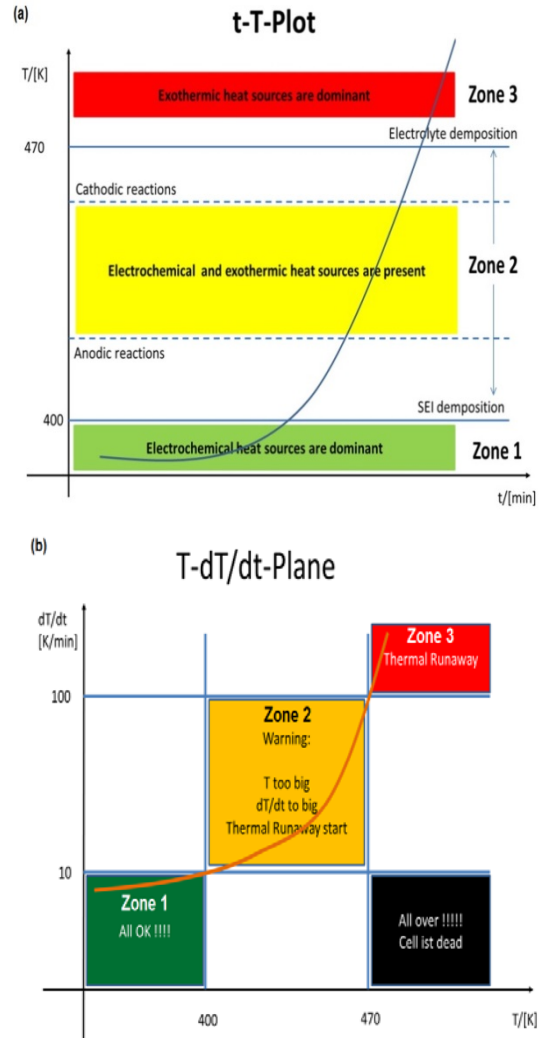 (a)
t-T-Plot
T/[K]
Exothermic heat sources are dominant
Zone 3
Electrolyte demposition
470
Cathodic reactions
Electrochemical and exothermic heat sources are present
Zone 2
Anodic reactions
SEI demposition
400
Electrochemical heat sources are dominant
Zone 1
t/[min]
(b)
T-dT/dt-Plane
dT/dt
[K/min]
Zone 3
Thermal Runaway
100
Zone 2
Warning:
T too big
dT/dt to big
Thermal Runaway start
10
Zone 1
All OK !!!!
All over !!!!!
Cell ist dead
400
470
T/[K]